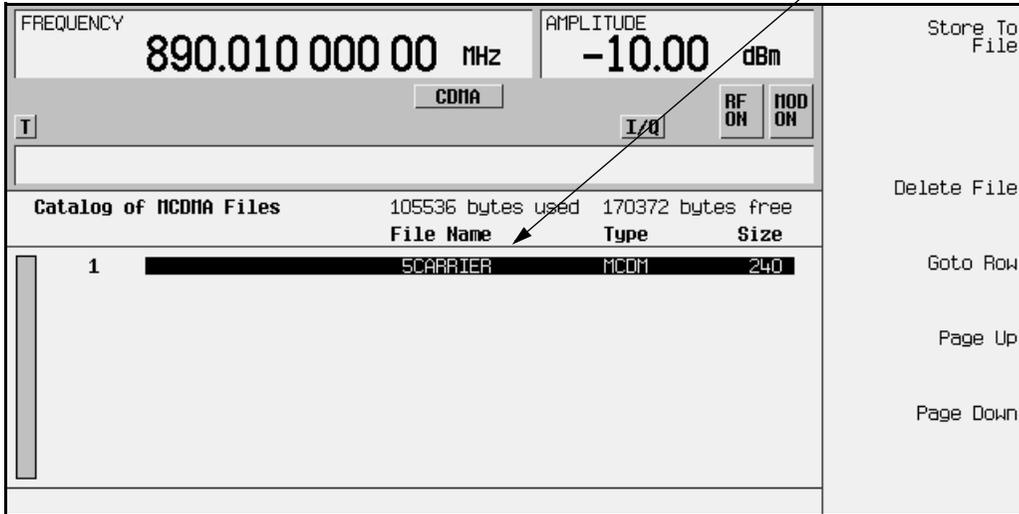 FREQUENCY
890.010 000 00 MHz
AMPLITUDE
-10.00 dBm
CDMA
RF ON
MOD ON
T
I/Q
Catalog of MCDMA Files 105536 bytes used 170372 bytes free
File Name Type Size
1 5CARRIER MCDM 240
Store To
File
Delete File
Goto Row
Page Up
Page Down